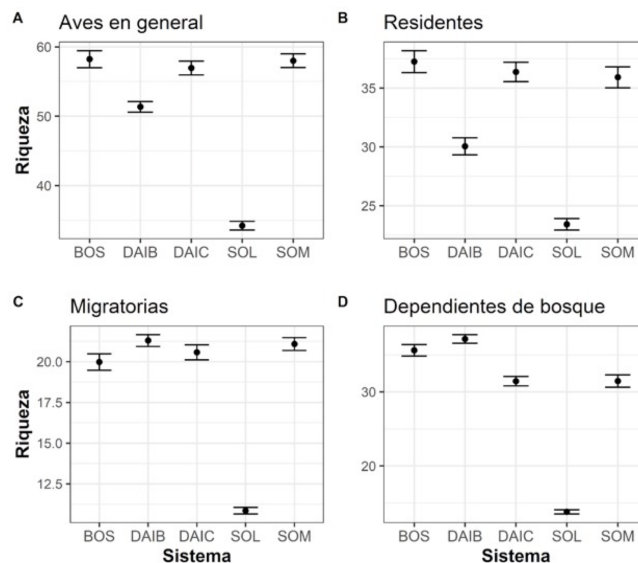 A Aves en general
60
50
40
Riqueza
BOS DAIB DAIC SOL SOM
B Residentes
35
30
25
BOS DAIB DAIC SOL SOM
C Migratorias
20.0
17.5
15.0
12.5
Riqueza
BOS DAIB DAIC SOL SOM
Sistema
D Dependientes de bosque
30
20
BOS DAIB DAIC SOL SOM
Sistema